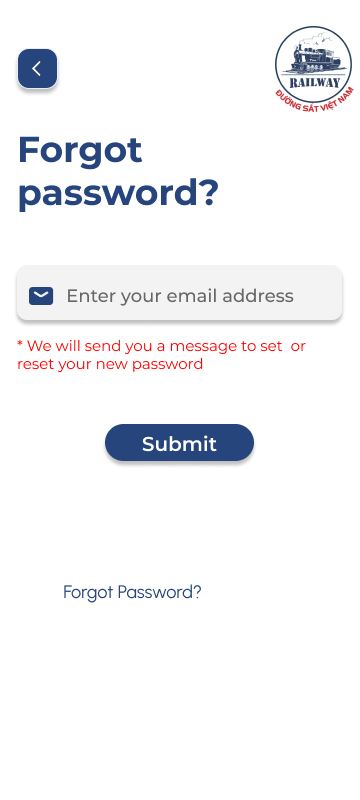 RAILWAY
ĐƯỜNG SẮT VIỆT NAM
Forgot
password?
Enter your email address
* We will send you a message to set  or
reset your new password
Submit
Forgot Password?